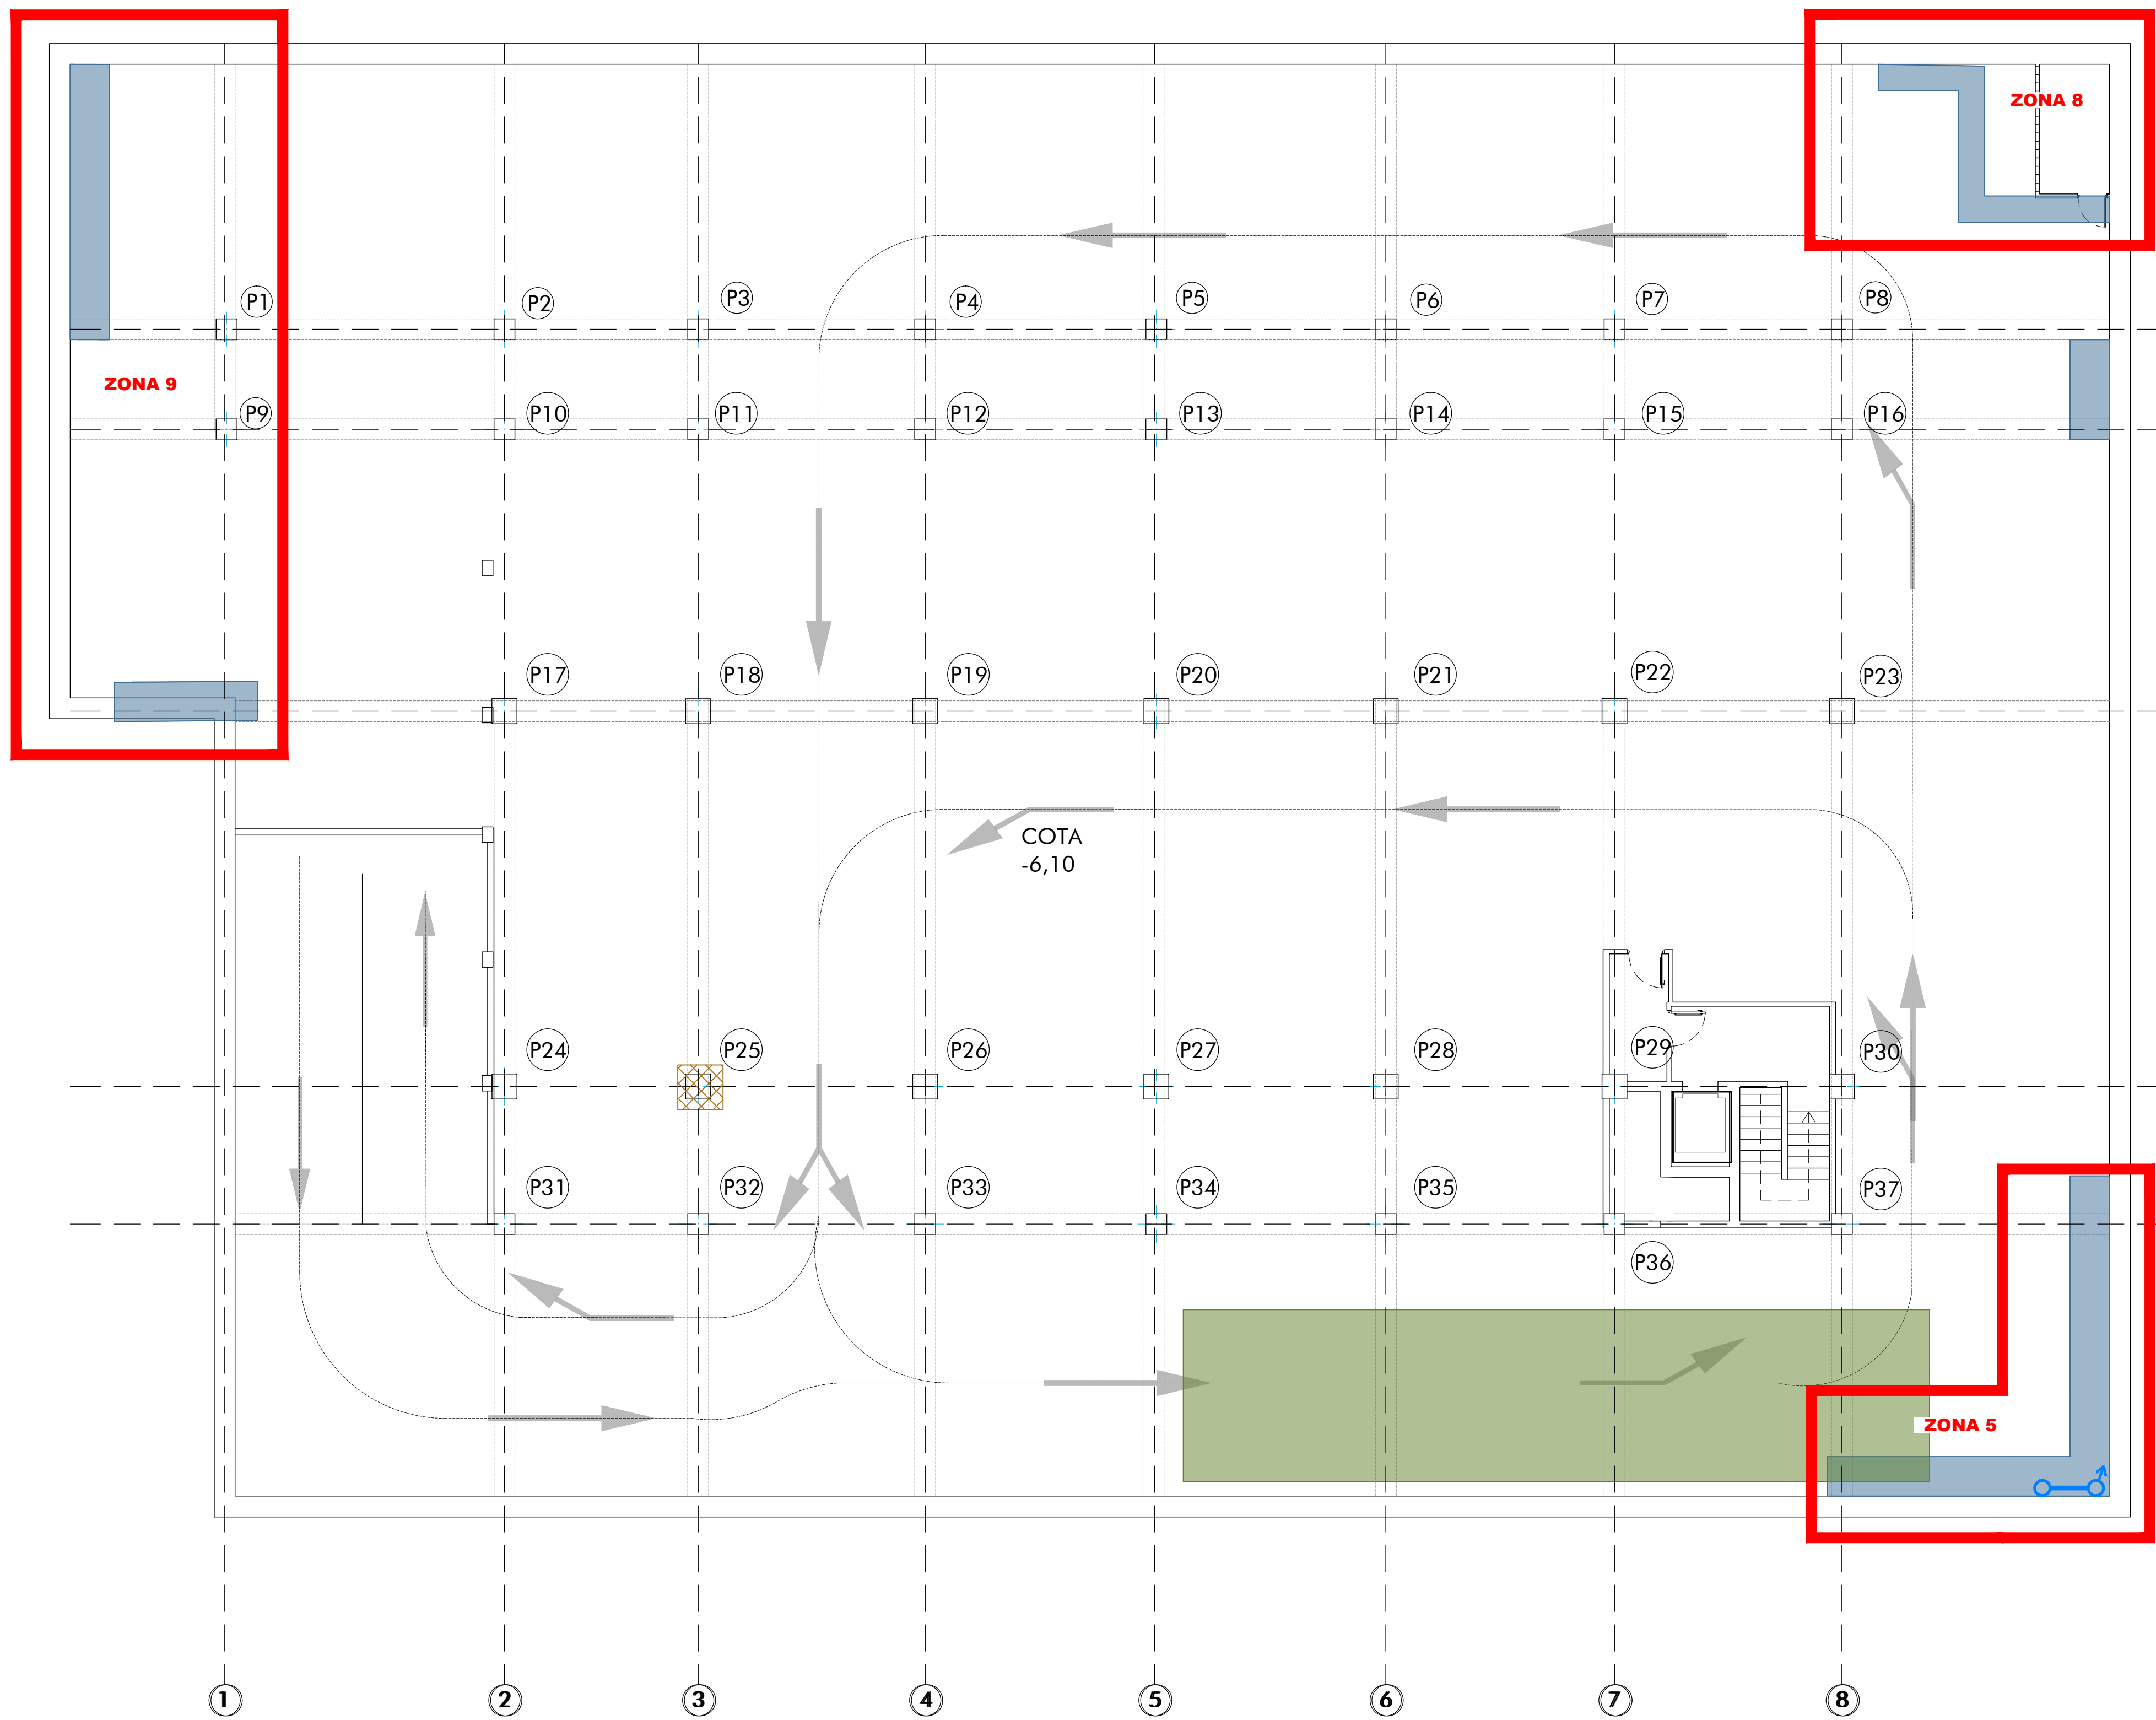 ZONA 8
P1
P2
P3
P4
P5
P6
P7
P8
ZONA 9
P9
P10
P11
P12
P13
P14
P15
P16
P17
P18
P19
P20
P21
P22
P23
COTA
-6,10
P24
P25
P26
P27
P28
P29
P30
P31
P32
P33
P34
P35
P37
P36
ZONA 5
1
2
3
4
5
6
7
8